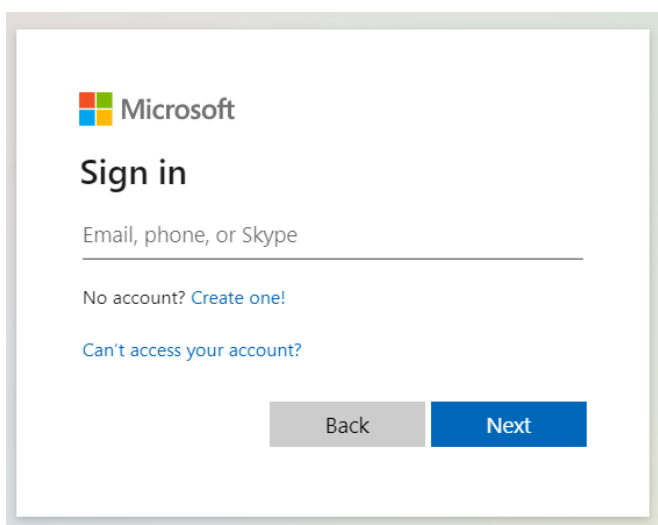 Microsoft
Sign in
Email, phone, or Skype
No account? Create one!
Can't access your account?
Back Next